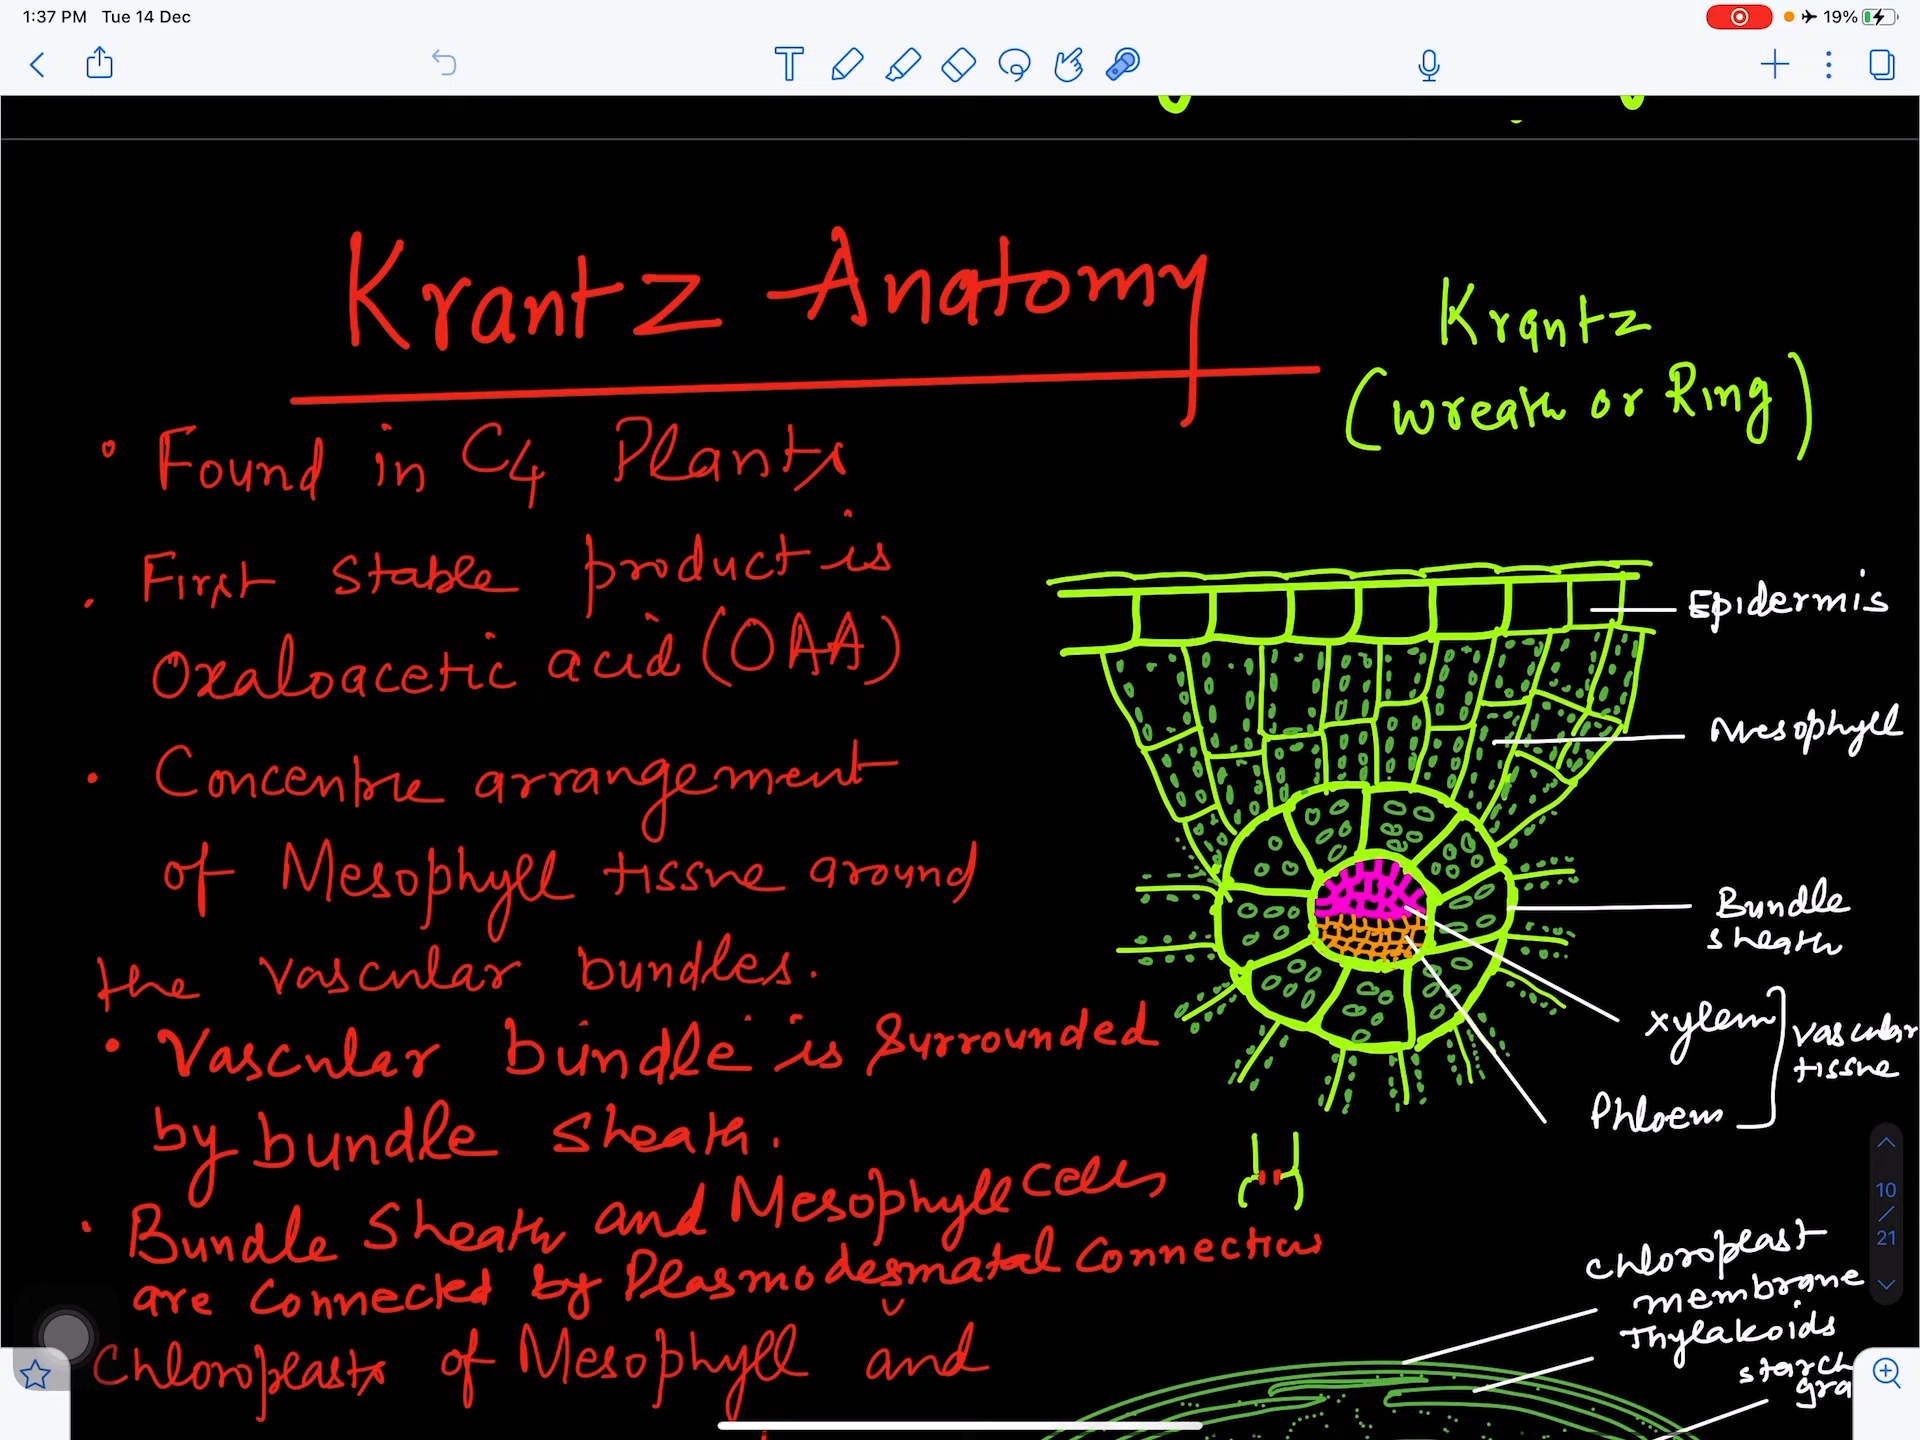 1:37 PM Tue 14 Dec
19%
Krantz Anatomy
Krantz
(wreath or Ring)
• Found in C4 Plants
• First stable product is
Oxaloacetic acid (OAA)
• Concentric arrangement
of Mesophyll tissue around
the vascular bundles.
• Vascular bundle is surrounded
by bundle sheath.
• Bundle Sheath and Mesophyll cells
are connected by Plasmodesmatal connections
Chloroplasts of Mesophyll and
Epidermis
Mesophyll
Bundle
sheath
xylem
Phloem
vascular
tissue
chloroplast
membrane
Thylakoids
starch
gra
10
/
21